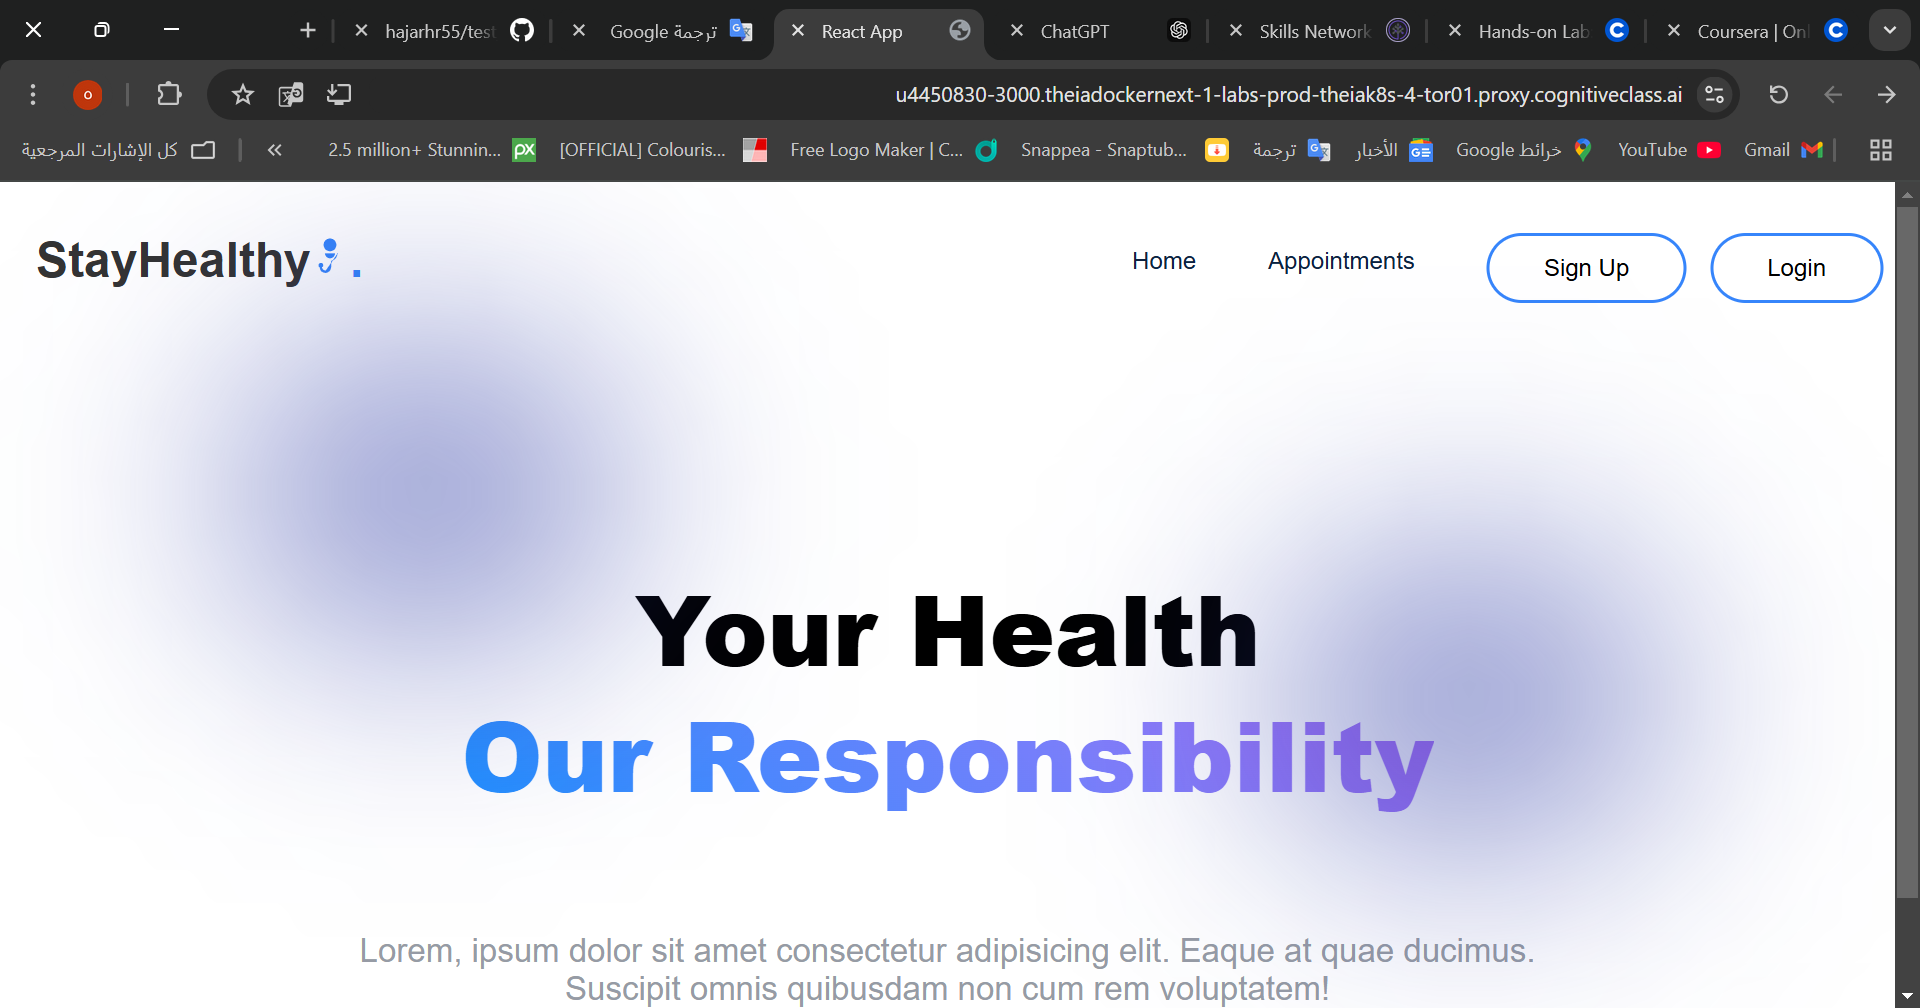 hajarhr55/test
ترجمة Google
React App
ChatGPT
Skills Network
Hands-on Lab
Coursera | Onl
o
u4450830-3000.theiadockernext-1-labs-prod-theiak8s-4-tor01.proxy.cognitiveclass.ai
كل الإشارات المرجعية
2.5 million+ Stunnin...
[OFFICIAL] Colouris...
Free Logo Maker | C...
Snappea - Snaptub...
ترجمة
الأخبار
خرائط Google
YouTube
Gmail
StayHealthy.
Home
Appointments
Sign Up
Login
Your Health
Our Responsibility
Lorem, ipsum dolor sit amet consectetur adipisicing elit. Eaque at quae ducimus.
Suscipit omnis quibusdam non cum rem voluptatem!